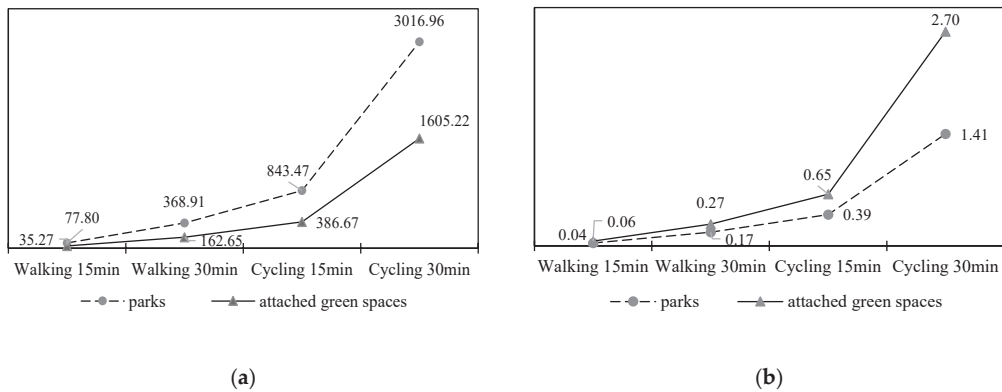 3016.96
1605.22
843.47
368.91
386.67
77.80
162.65
35.27
Walking 15min Walking 30min Cycling 15min Cycling 30min
parks attached green spaces
(a)
2.70
1.41
0.65
0.39
0.27
0.17
0.06
0.04
Walking 15min Walking 30min Cycling 15min Cycling 30min
parks attached green spaces
(b)